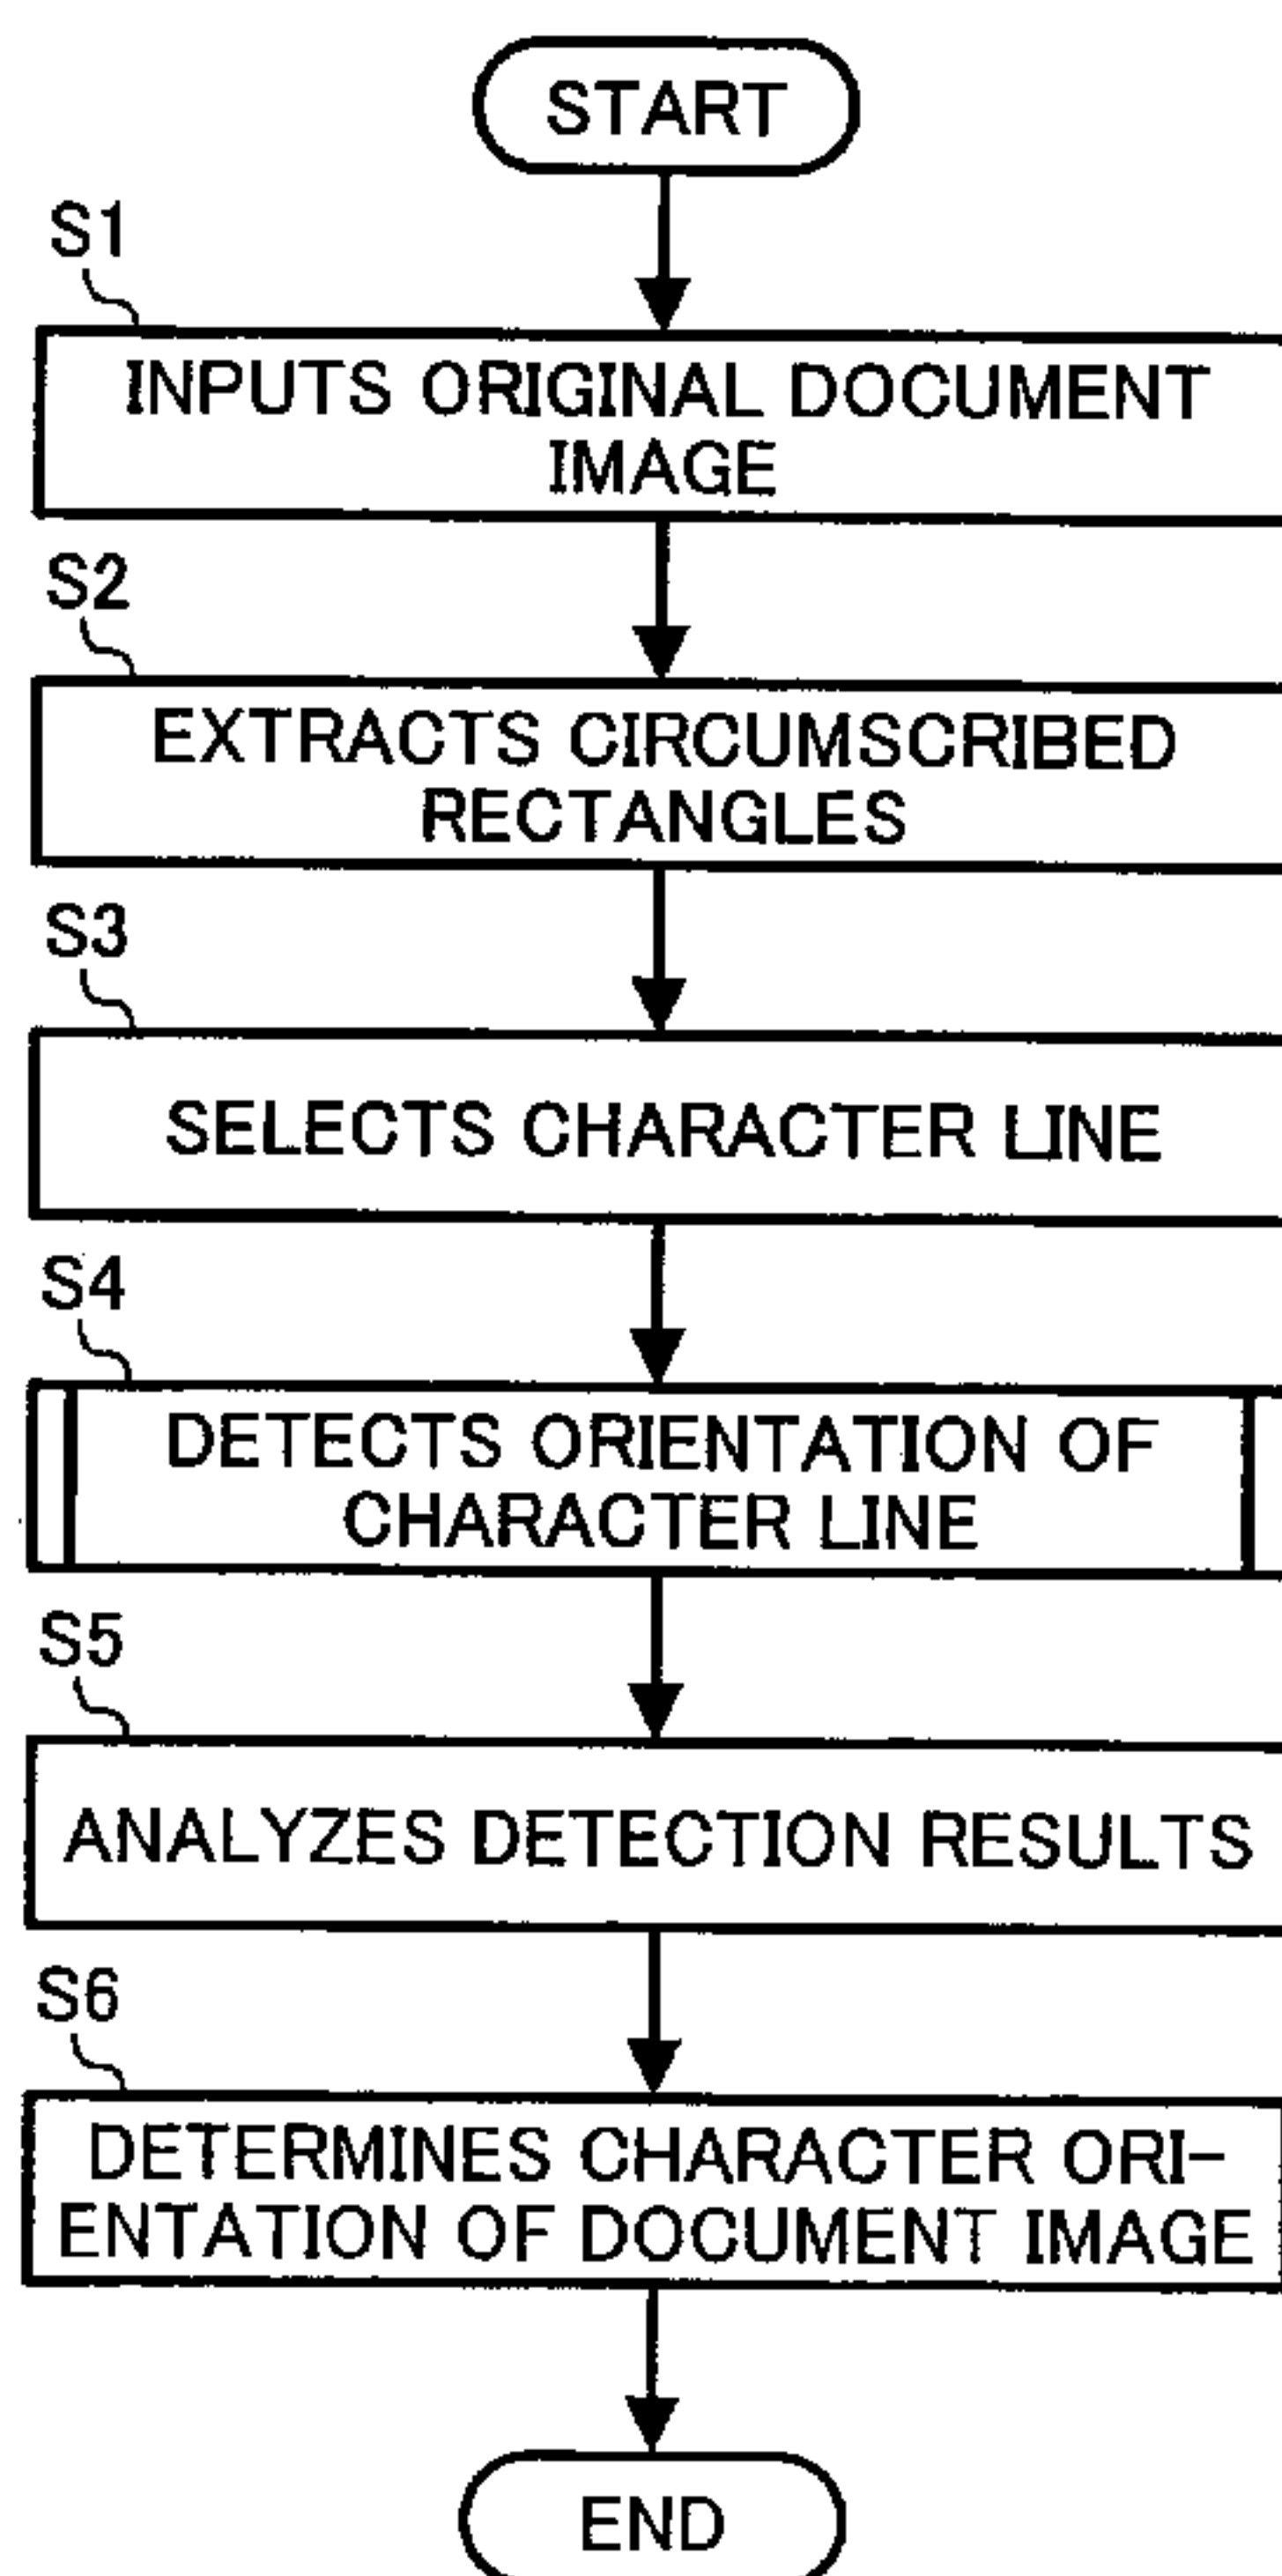 START
S1
INPUTS ORIGINAL DOCUMENT
IMAGE
S2
EXTRACTS CIRCUMSCRIBED
RECTANGLES
S3
SELECTS CHARACTER LINE
S4
DETECTS ORIENTATION OF
CHARACTER LINE
S5
ANALYZES DETECTION RESULTS
S6
DETERMINES CHARACTER ORI-
ENTATION OF DOCUMENT IMAGE
END